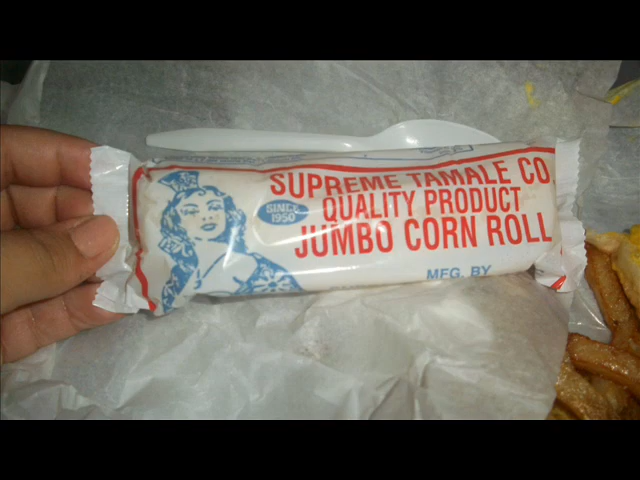 SUPREME TAMALE CO
SINCE
1950
QUALITY PRODUCT
JUMBO CORN ROLL
MFG. BY